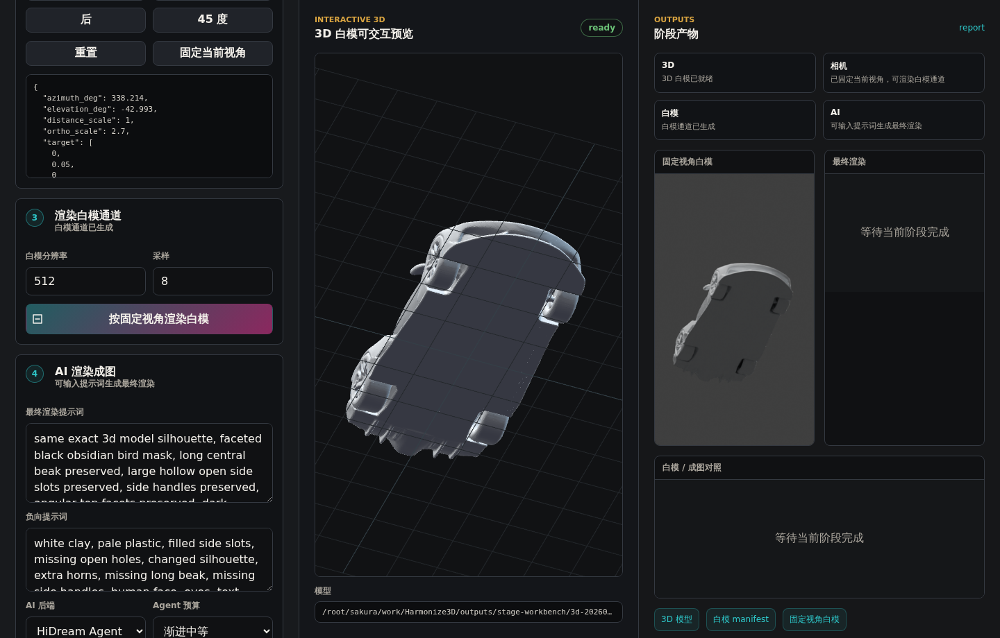 后
45 度
重置
固定当前视角
{
"azimuth_deg": 338.214,
"elevation_deg": -42.993,
"distance_scale": 1,
"ortho_scale": 2.7,
"target": [
0,
0.05,
0
3
渲染白模通道
白模通道已生成
白模分辨率
采样
512
8
按固定视角渲染白模
4
AI 渲染成图
可输入提示词生成最终渲染
最终渲染提示词
same exact 3d model silhouette, faceted
black obsidian bird mask, long central
beak preserved, large hollow open side
slots preserved, side handles preserved,
angular top facets preserved, dark
负向提示词
white clay, pale plastic, filled side slots,
missing open holes, changed silhouette,
extra horns, missing long beak, missing
side handles, human face, eyes, text
AI 后端
Agent 预算
HiDream Agent
渐进中等
INTERACTIVE 3D
3D 白模可交互预览
ready
模型
/root/sakura/work/Harmonize3D/outputs/stage-workbench/3d-20260…
OUTPUTS
阶段产物
report
3D
3D 白模已就绪
相机
已固定当前视角，可渲染白模通道
白模
白模通道已生成
AI
可输入提示词生成最终渲染
固定视角白模
最终渲染
等待当前阶段完成
白模 / 成图对照
等待当前阶段完成
3D 模型
白模 manifest
固定视角白模